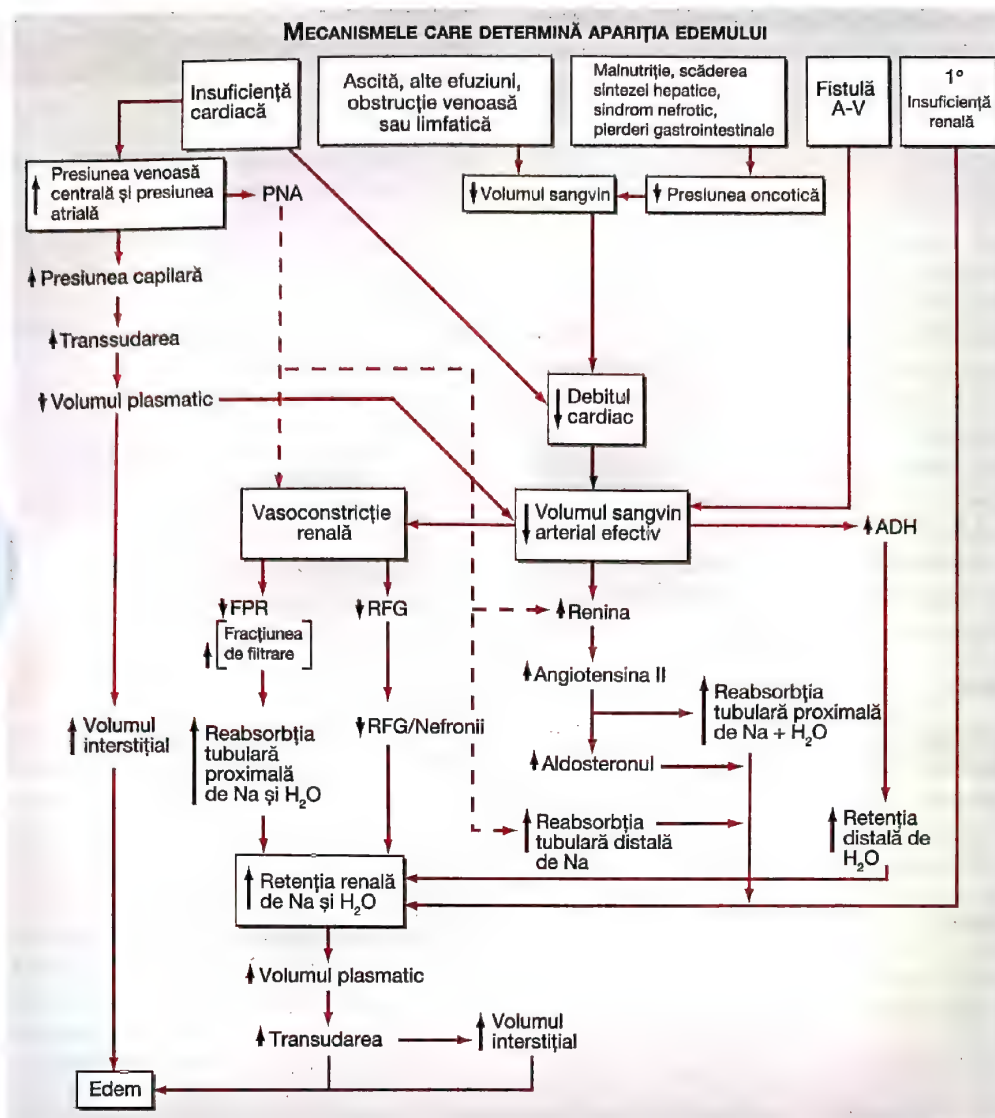 MECANISMELE CARE DETERMINĂ APARIȚIA EDEMULUI
Insuficiență
cardiacă
Ascită, alte efuziuni,
obstrucție venoasă
sau limfatică
Malnutriție, scăderea
sintezei hepatice,
sindrom nefrotic,
pierderi gastrointestinale
Fistulă
A-V
1°
Insuficiență
renală
↑ Presiunea venoasă
centrală și presiunea
atrială
PNA
↓ Volumul sangvin
↓ Presiunea oncotică
↑ Presiunea capilară
↑ Transsudarea
↓ Volumul plasmatic
↓ Debitul
cardiac
Vasoconstricție
renală
↓ Volumul sangvin
arterial efectiv
↑ ADH
↓ FPR
↑ [Fracțiunea
de filtrare]
↓ RFG
↑ Renina
↑ Angiotensina II
↑ Volumul
interstițial
↑ Reabsorbția
tubulară
proximală
de Na și H₂O
↓ RFG/Nefronii
↑ Reabsorbția
tubulară proximală
de Na + H₂O
↑ Aldosteronul
↑ Reabsorbția
tubulară distală
de Na
↑ Retenția
distală de
H₂O
↑ Retenția renală
de Na și H₂O
↑ Volumul plasmatic
↑ Transudarea
↑ Volumul
interstițial
Edem